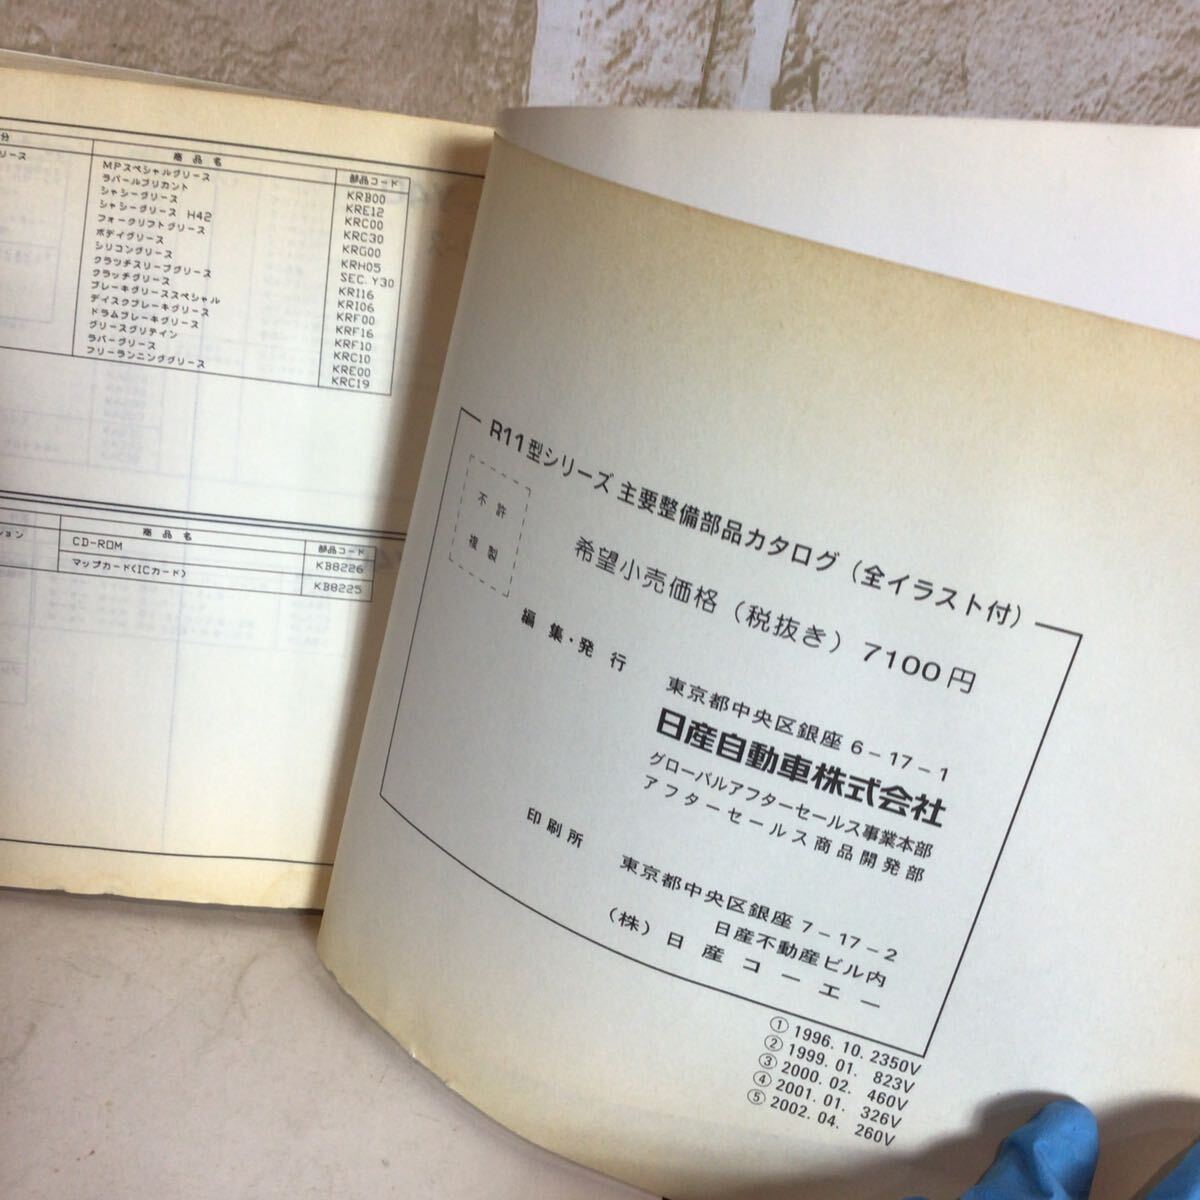 分
商品名
部品コード
リース
MPスペシャルグリース KRB00
ラバールブリカント KRE12
シャシーグリース KRC00
シャシーグリース H42 KRC30
フォークリフトグリース KRG00
ボディグリース KRH05
シリコングリース SEC. Y30
クラッチスリーブグリース KRI16
クラッチグリース KRI06
ブレーキグリーススペシャル KRF00
ディスクブレーキグリース KRF16
ドラムブレーキグリース KRF10
グリースグリテイン KRC10
ラバーグリース KRE00
フリーランニンググリース KRC19
ション
商品名
部品コード
CD-ROM KB8226
マップカード(ICカード) KB8225
R11型シリーズ 主要整備部品カタログ（全イラスト付）
不許
複製
希望小売価格（税抜き）7100円
編集・発行
東京都中央区銀座 6－17－1
日産自動車株式会社
グローバルアフターセールス事業本部
アフターセールス商品開発部
印刷所
東京都中央区銀座 7－17－2
日産不動産ビル内
（株）日産コーエー
① 1996. 10. 2350V
② 1999. 01. 823V
③ 2000. 02. 460V
④ 2001. 01. 326V
⑤ 2002. 04. 260V